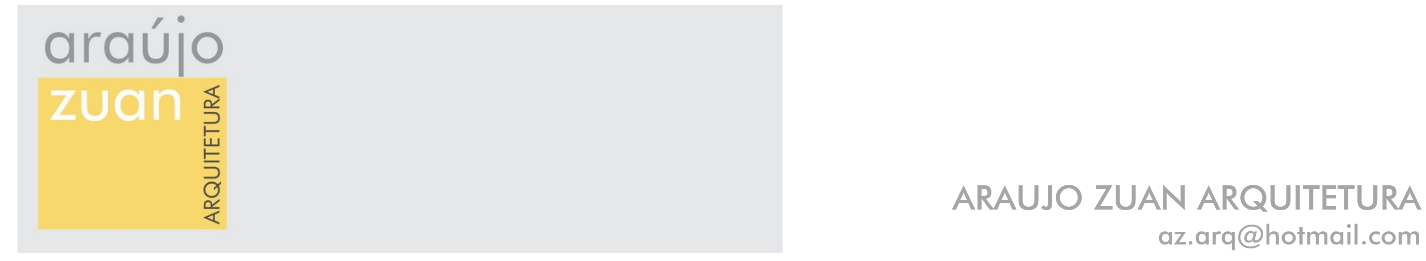 araújo
zuan
ARQUITETURA
ARAUJO ZUAN ARQUITETURA
az.arq@hotmail.com